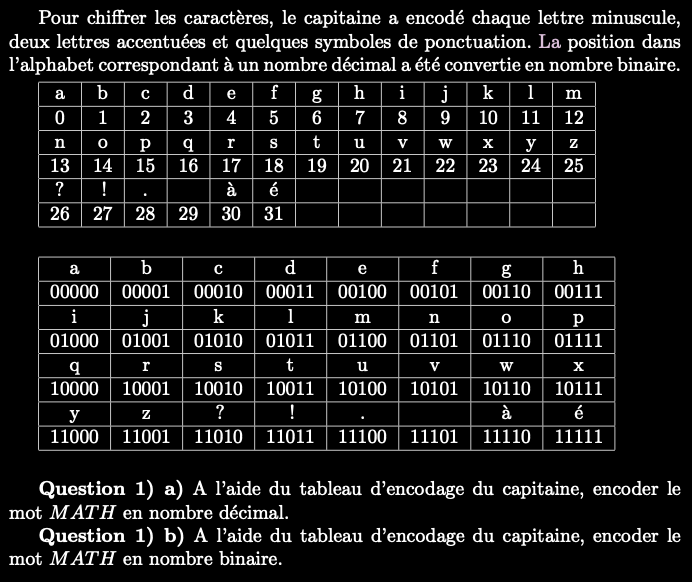 Pour chiffrer les caractères, le capitaine a encodé chaque lettre minuscule,
deux lettres accentuées et quelques symboles de ponctuation. La position dans
l'alphabet correspondant à un nombre décimal a été convertie en nombre binaire.
a b c d e f g h i j k l m
0 1 2 3 4 5 6 7 8 9 10 11 12
n o p q r s t u v w x y z
13 14 15 16 17 18 19 20 21 22 23 24 25
? ! . à é
26 27 28 29 30 31
a b c d e f g h
00000 00001 00010 00011 00100 00101 00110 00111
i j k l m n o p
01000 01001 01010 01011 01100 01101 01110 01111
q r s t u v w x
10000 10001 10010 10011 10100 10101 10110 10111
y z ? ! . à é
11000 11001 11010 11011 11100 11101 11110 11111
Question 1) a) A l'aide du tableau d'encodage du capitaine, encoder le
mot MATH en nombre décimal.
Question 1) b) A l'aide du tableau d'encodage du capitaine, encoder le
mot MATH en nombre binaire.